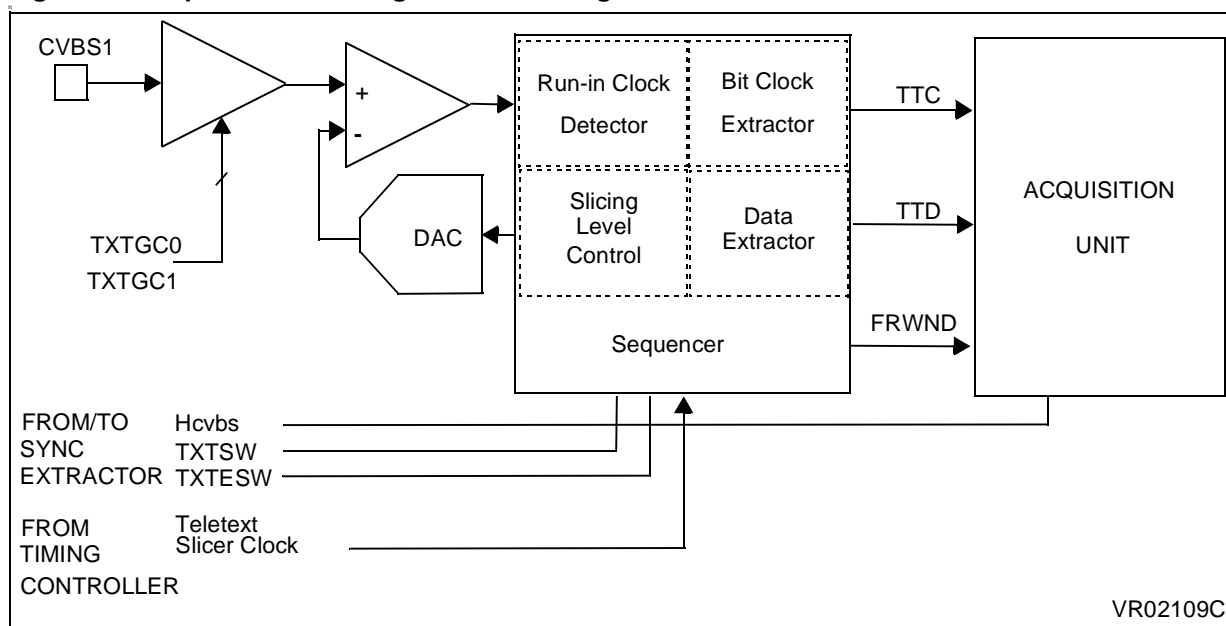 CVBS1
TXTGC0
TXTGC1
+
-
DAC
Run-in Clock
Detector
Bit Clock
Extractor
Slicing
Level
Control
Data
Extractor
Sequencer
TTC
TTD
FRWND
ACQUISITION
UNIT
FROM/TO Hcvbs
SYNC TXTSW
EXTRACTOR TXTESW
FROM Teletext
TIMING Slicer Clock
CONTROLLER
VR02109C